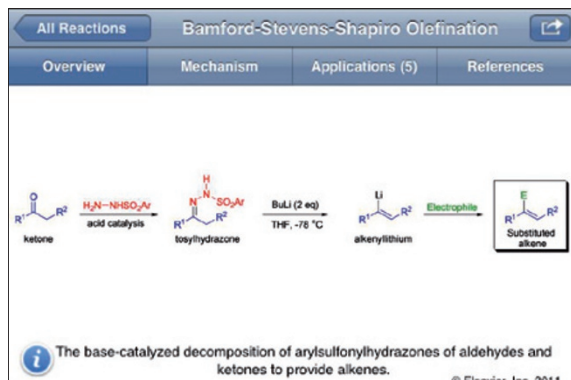 All Reactions
Bamford-Stevens-Shapiro Olefination
Overview
Mechanism
Applications (5)
References
O
R¹
R²
ketone
H₂N-NHSO₂Ar
acid catalysis
H
N
N
SO₂Ar
R¹
R²
tosylhydrazone
BuLi (2 eq)
THF, -78 °C
Li
R¹
R²
alkenyllithium
Electrophile
E
R¹
R²
Substituted
alkene
The base-catalyzed decomposition of arylsulfonylhydrazones of aldehydes and
ketones to provide alkenes.
© Elsevier, Inc. 2011